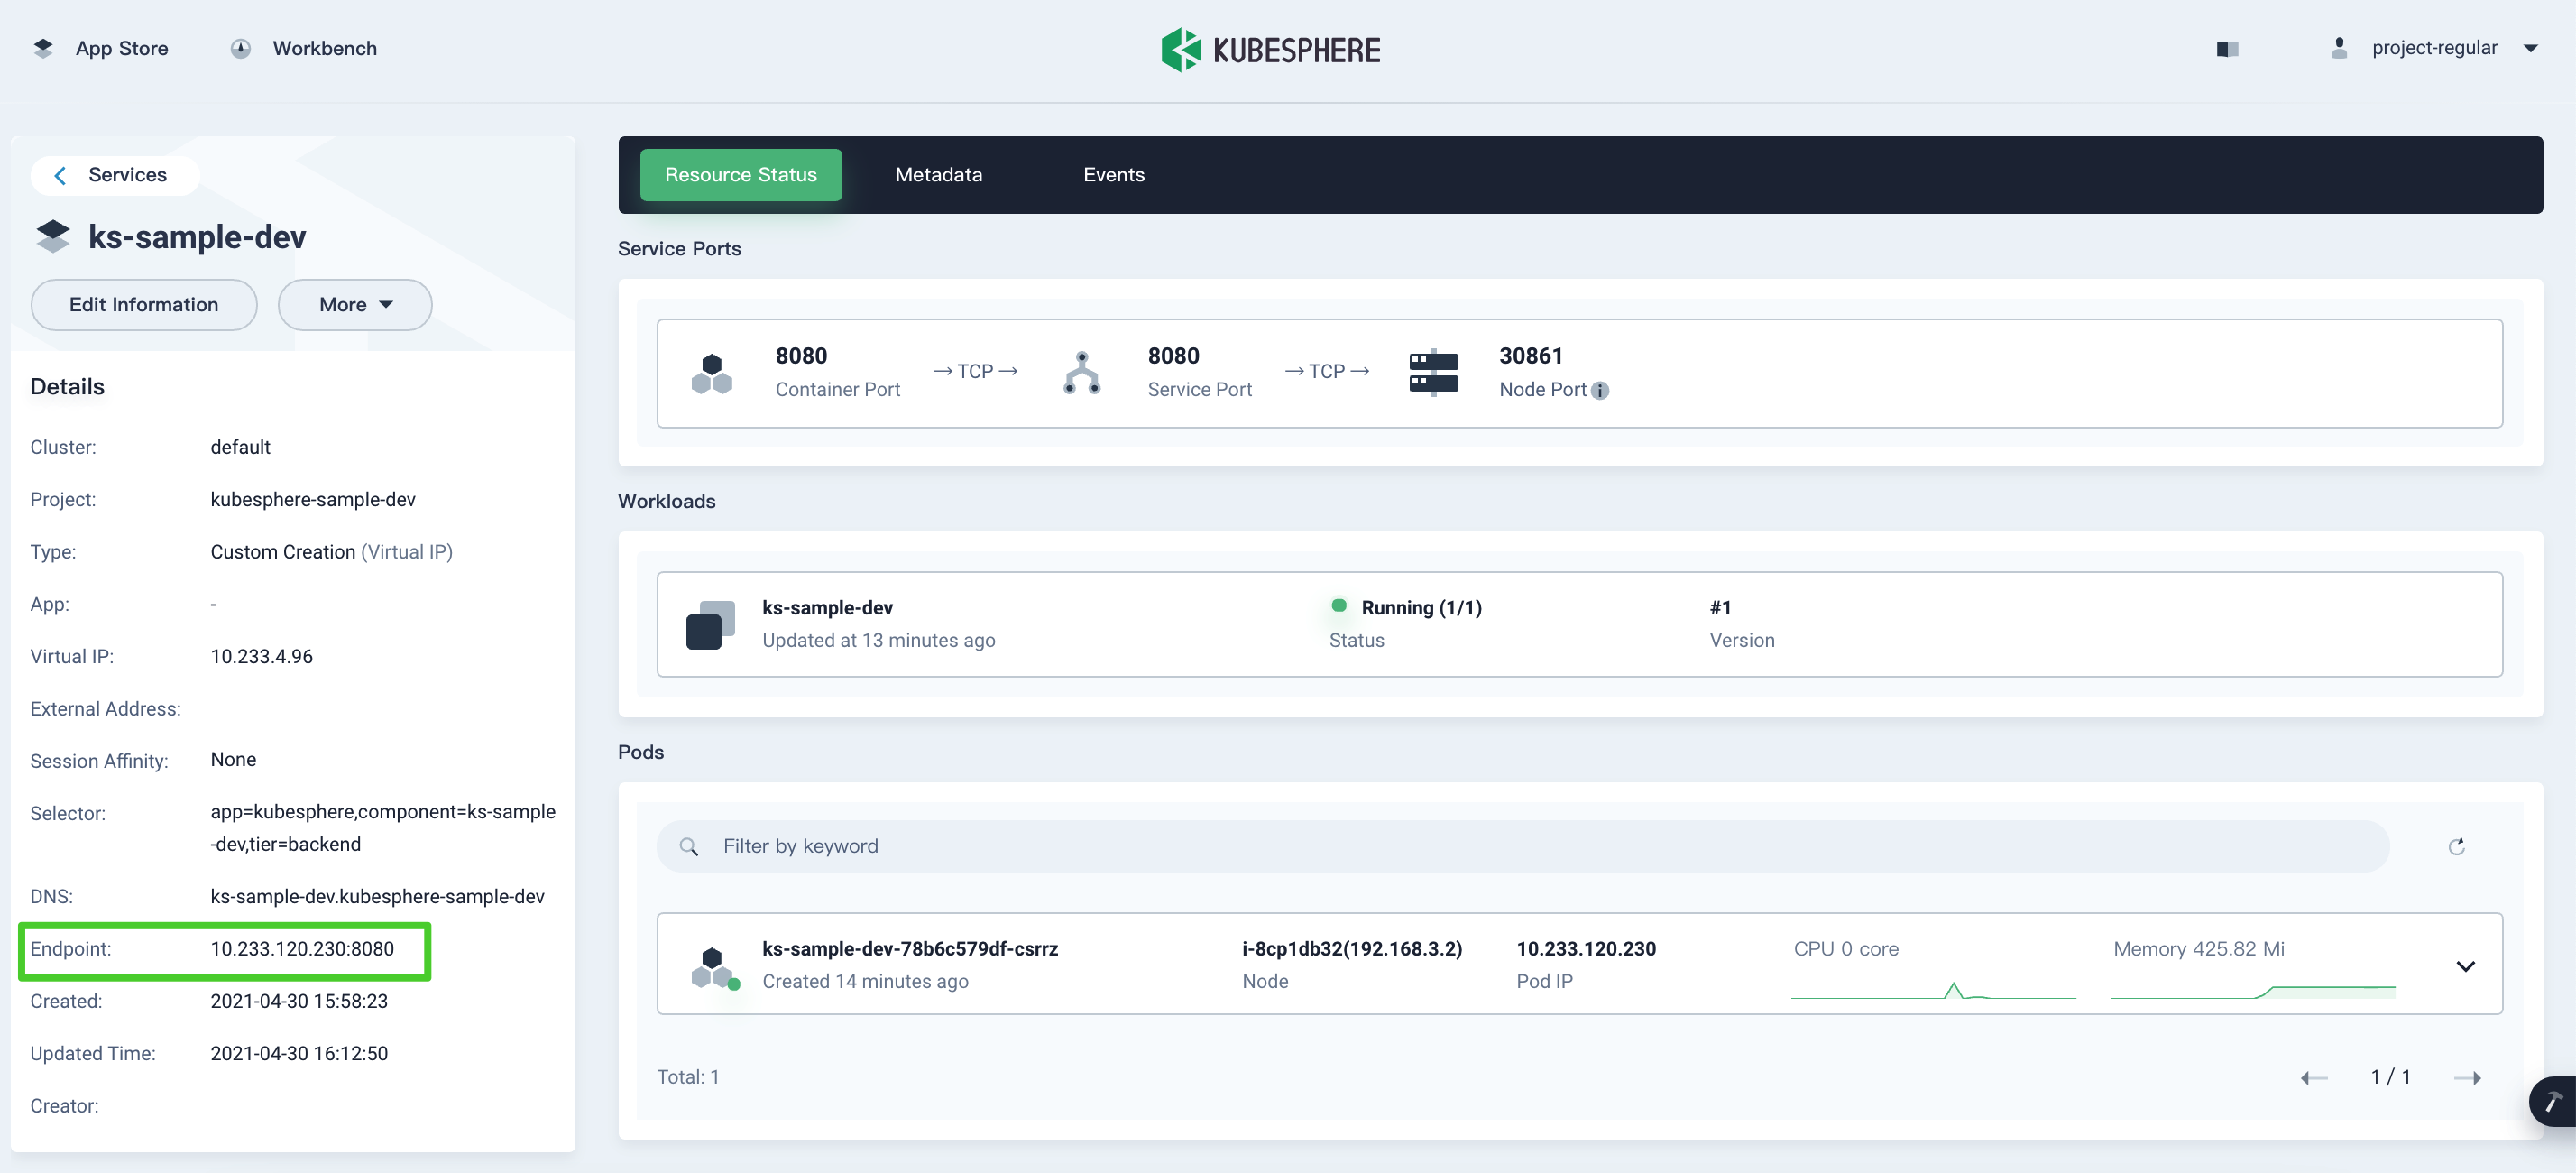 App Store
Workbench
KUBESPHERE
project-regular
Services
ks-sample-dev
Edit Information
More
Details
Cluster: default
Project: kubesphere-sample-dev
Type: Custom Creation (Virtual IP)
App: -
Virtual IP: 10.233.4.96
External Address:
Session Affinity: None
Selector: app=kubesphere,component=ks-sample
-dev,tier=backend
DNS: ks-sample-dev.kubesphere-sample-dev
Endpoint: 10.233.120.230:8080
Created: 2021-04-30 15:58:23
Updated Time: 2021-04-30 16:12:50
Creator:
Resource Status
Metadata
Events
Service Ports
8080 →TCP→ 8080 →TCP→ 30861
Container Port Service Port Node Port
Workloads
ks-sample-dev Running (1/1) #1
Updated at 13 minutes ago Status Version
Pods
Filter by keyword
ks-sample-dev-78b6c579df-csrrz i-8cp1db32(192.168.3.2) 10.233.120.230 CPU 0 core Memory 425.82 Mi
Created 14 minutes ago Node Pod IP
Total: 1
1 / 1